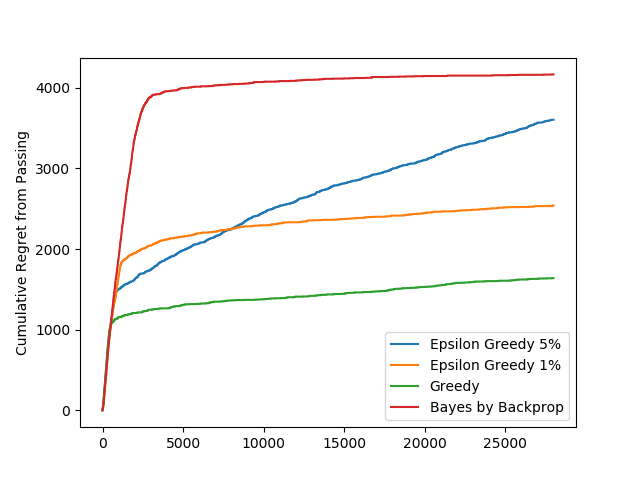 Cumulative Regret from Passing
4000
3000
2000
1000
0
0 5000 10000 15000 20000 25000
Epsilon Greedy 5%
Epsilon Greedy 1%
Greedy
Bayes by Backprop